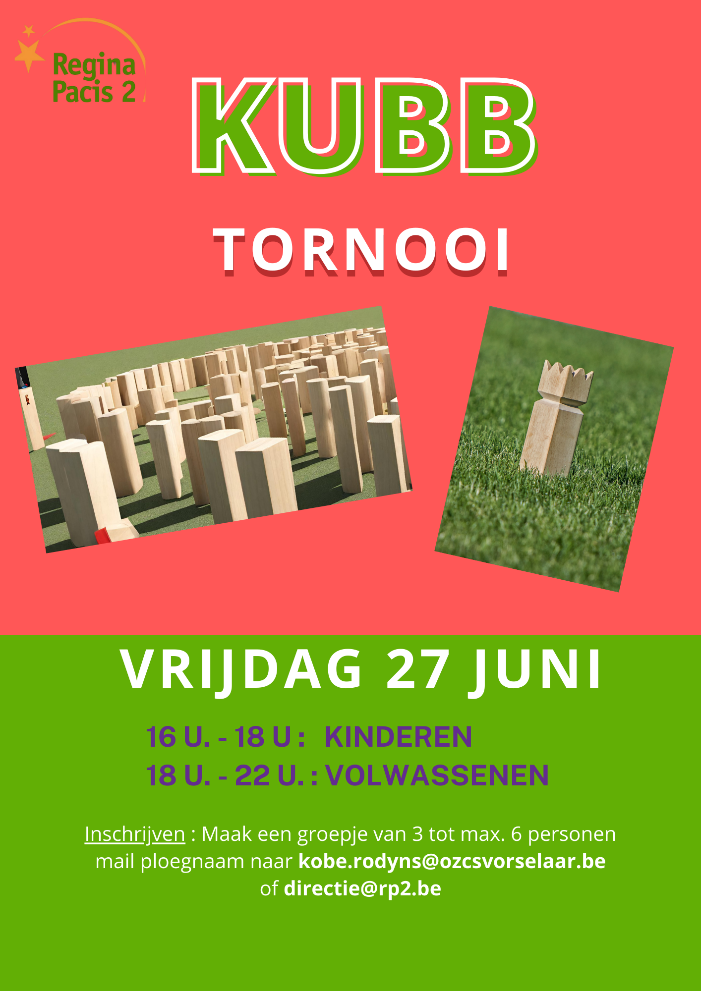 Regina
Pacis 2
KUBB
TORNOOI
VRIJDAG 27 JUNI
16 U. - 18 U : KINDEREN
18 U. - 22 U. : VOLWASSENEN
Inschrijven : Maak een groepje van 3 tot max. 6 personen
mail ploegnaam naar kobe.rodyns@ozcsvorselaar.be
of directie@rp2.be